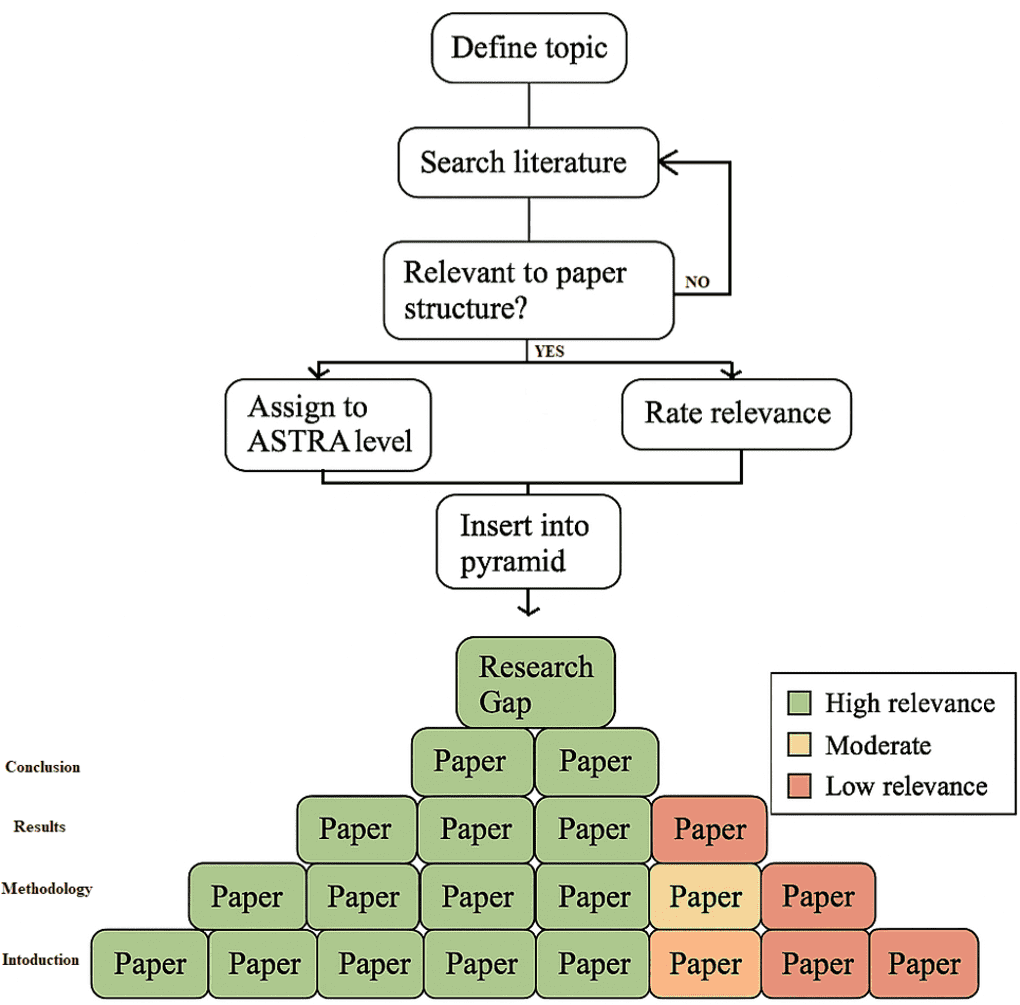 Define topic
Search literature
Relevant to paper
structure?
NO
YES
Assign to
ASTRA level
Rate relevance
Insert into
pyramid
Research
Gap
High relevance
Moderate
Low relevance
Conclusion
Paper Paper
Results
Paper Paper Paper Paper
Methodology
Paper Paper Paper Paper Paper Paper
Intoduction
Paper Paper Paper Paper Paper Paper Paper Paper